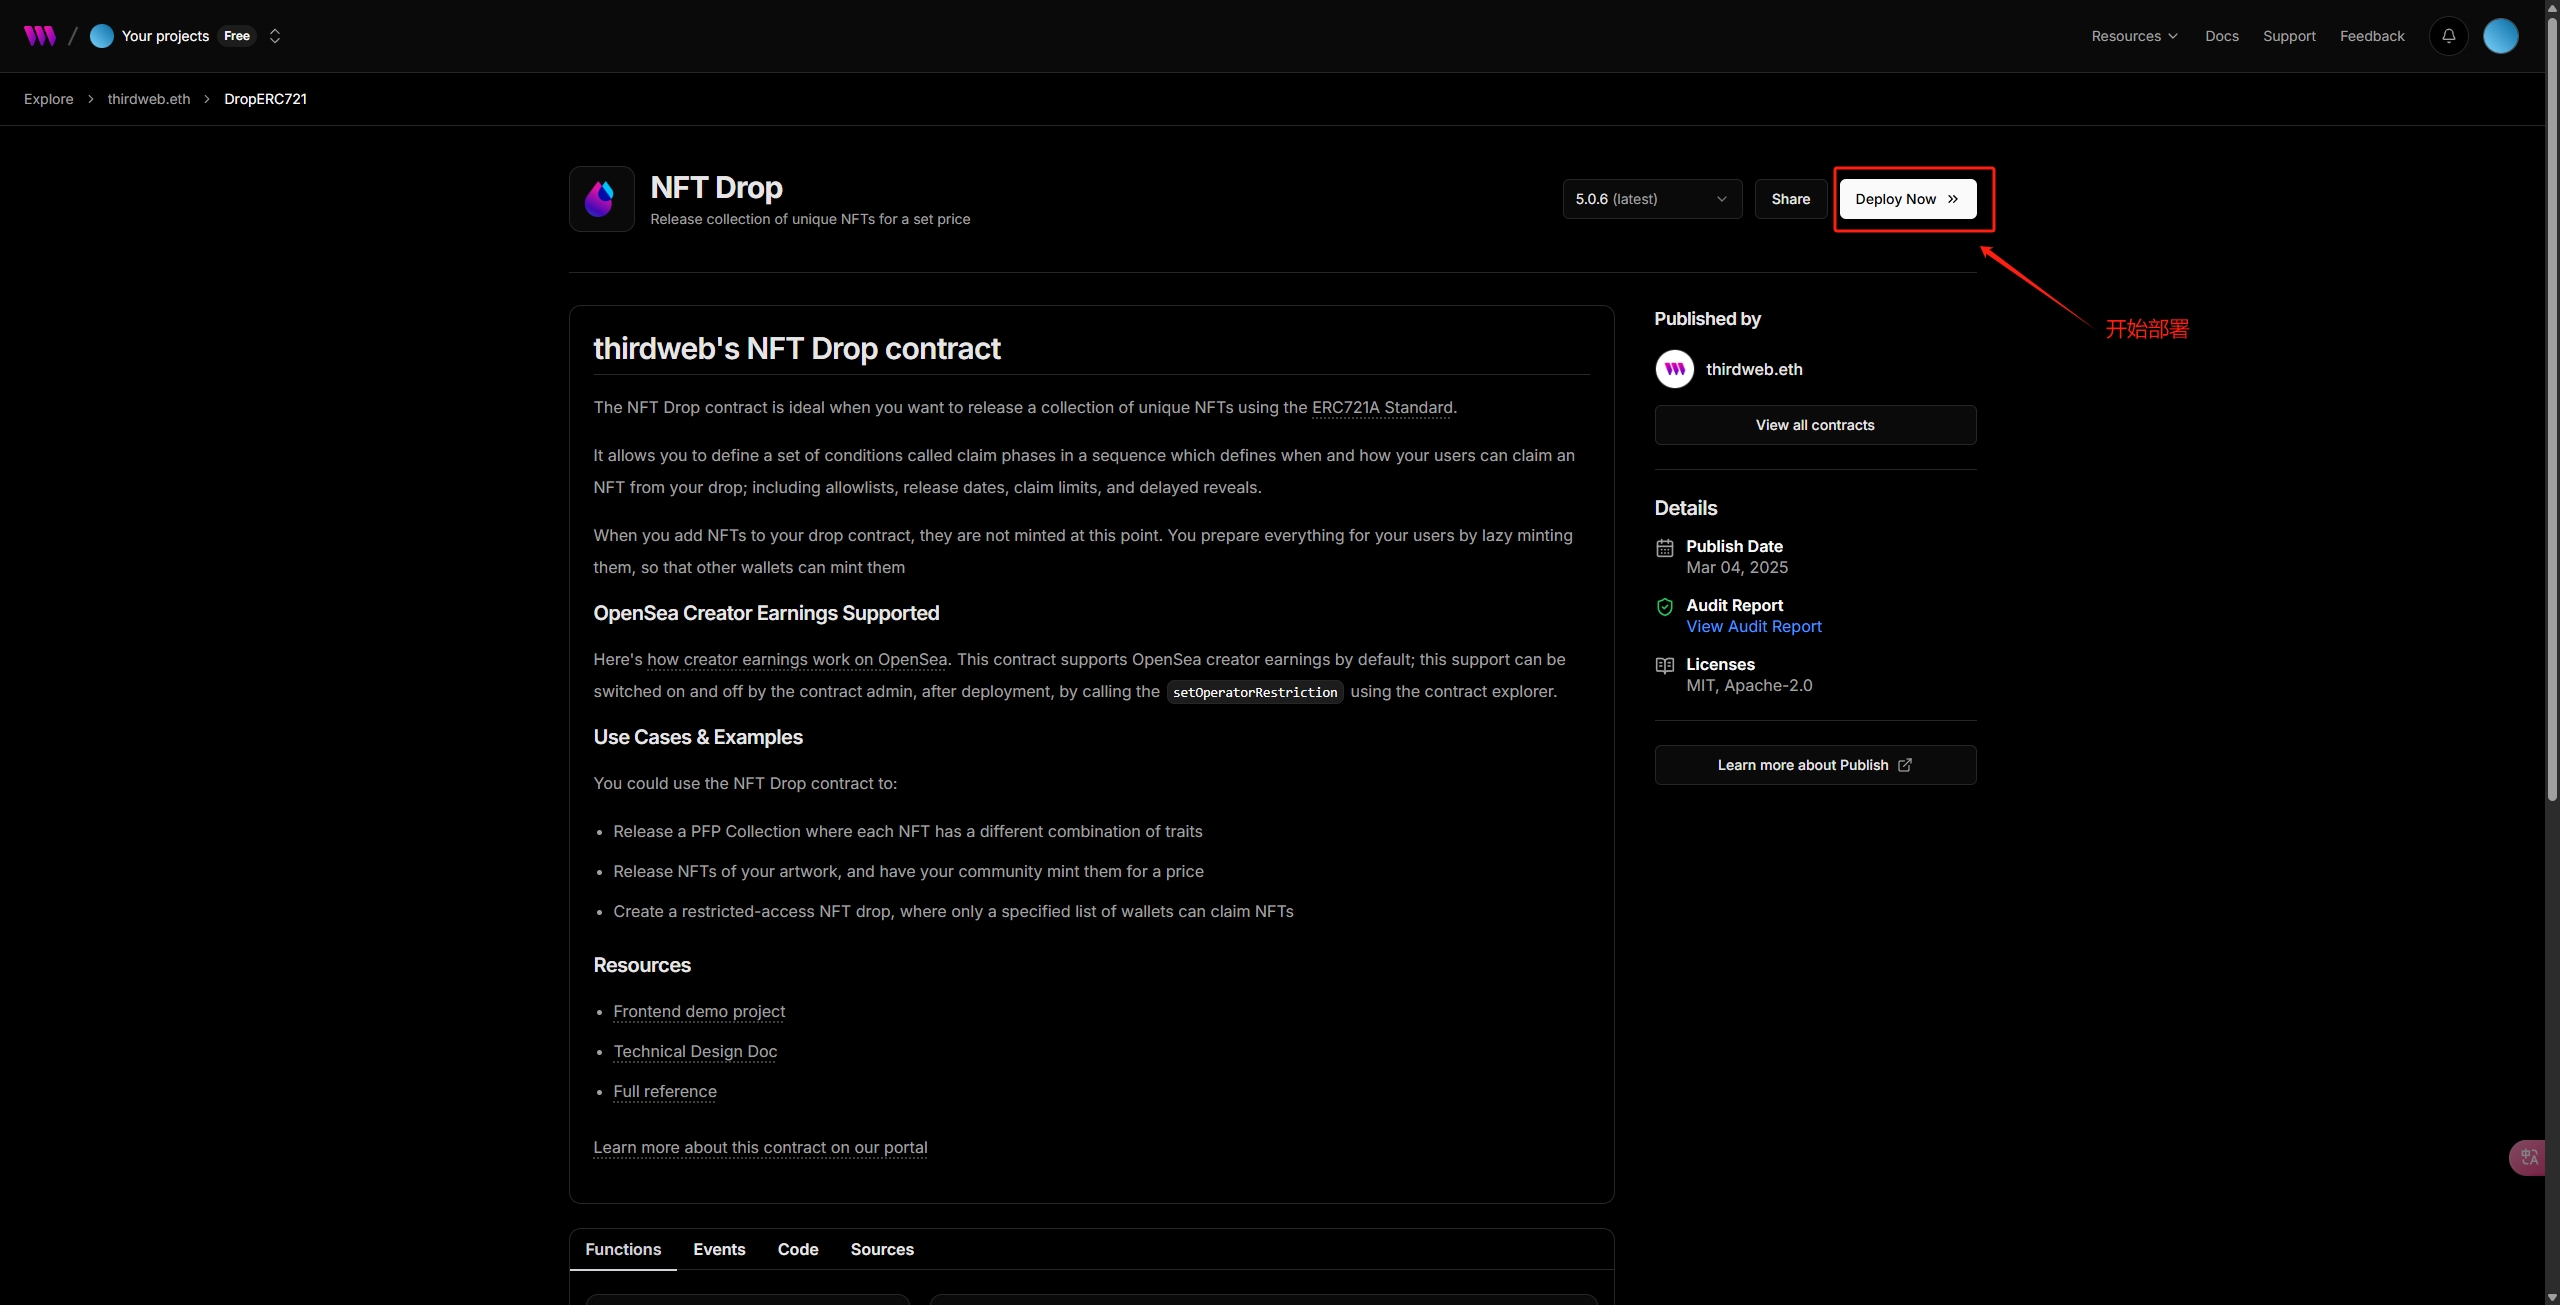 / Your projects Free
Resources Docs Support Feedback
Explore > thirdweb.eth > DropERC721
NFT Drop
Release collection of unique NFTs for a set price
5.0.6 (latest)
Share
Deploy Now
开始部署
thirdweb's NFT Drop contract
The NFT Drop contract is ideal when you want to release a collection of unique NFTs using the ERC721A Standard.
It allows you to define a set of conditions called claim phases in a sequence which defines when and how your users can claim an
NFT from your drop; including allowlists, release dates, claim limits, and delayed reveals.
When you add NFTs to your drop contract, they are not minted at this point. You prepare everything for your users by lazy minting
them, so that other wallets can mint them
OpenSea Creator Earnings Supported
Here's how creator earnings work on OpenSea. This contract supports OpenSea creator earnings by default; this support can be
switched on and off by the contract admin, after deployment, by calling the setOperatorRestriction using the contract explorer.
Use Cases & Examples
You could use the NFT Drop contract to:
• Release a PFP Collection where each NFT has a different combination of traits
• Release NFTs of your artwork, and have your community mint them for a price
• Create a restricted-access NFT drop, where only a specified list of wallets can claim NFTs
Resources
• Frontend demo project
• Technical Design Doc
• Full reference
Learn more about this contract on our portal
Published by
thirdweb.eth
View all contracts
Details
Publish Date
Mar 04, 2025
Audit Report
View Audit Report
Licenses
MIT, Apache-2.0
Learn more about Publish
中A
Functions Events Code Sources